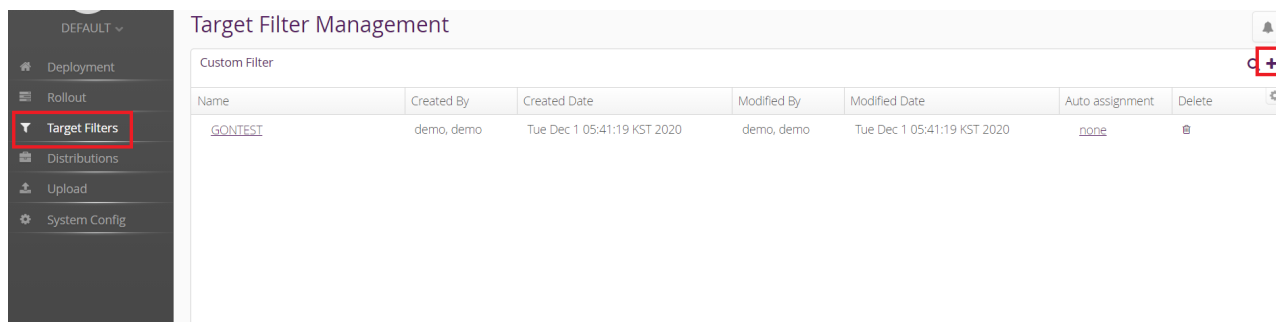 DEFAULT
Target Filter Management
Deployment
Rollout
Target Filters
Distributions
Upload
System Config
Custom Filter
Name Created By Created Date Modified By Modified Date Auto assignment Delete
GONTEST demo, demo Tue Dec 1 05:41:19 KST 2020 demo, demo Tue Dec 1 05:41:19 KST 2020 none